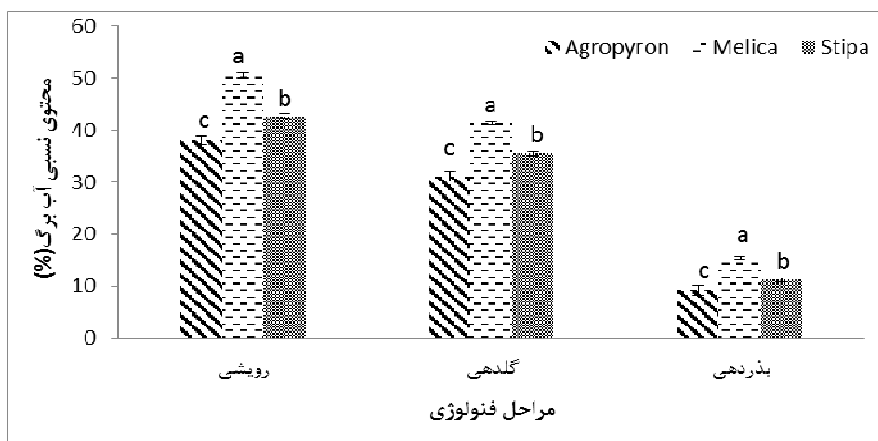 Agropyron Melica Stipa
محتوی نسبی آب برگ(%)
60
50
40
30
20
10
0
c a b
c a b
c a b
رویشی گلدهی بذردهی
مراحل فنولوژی